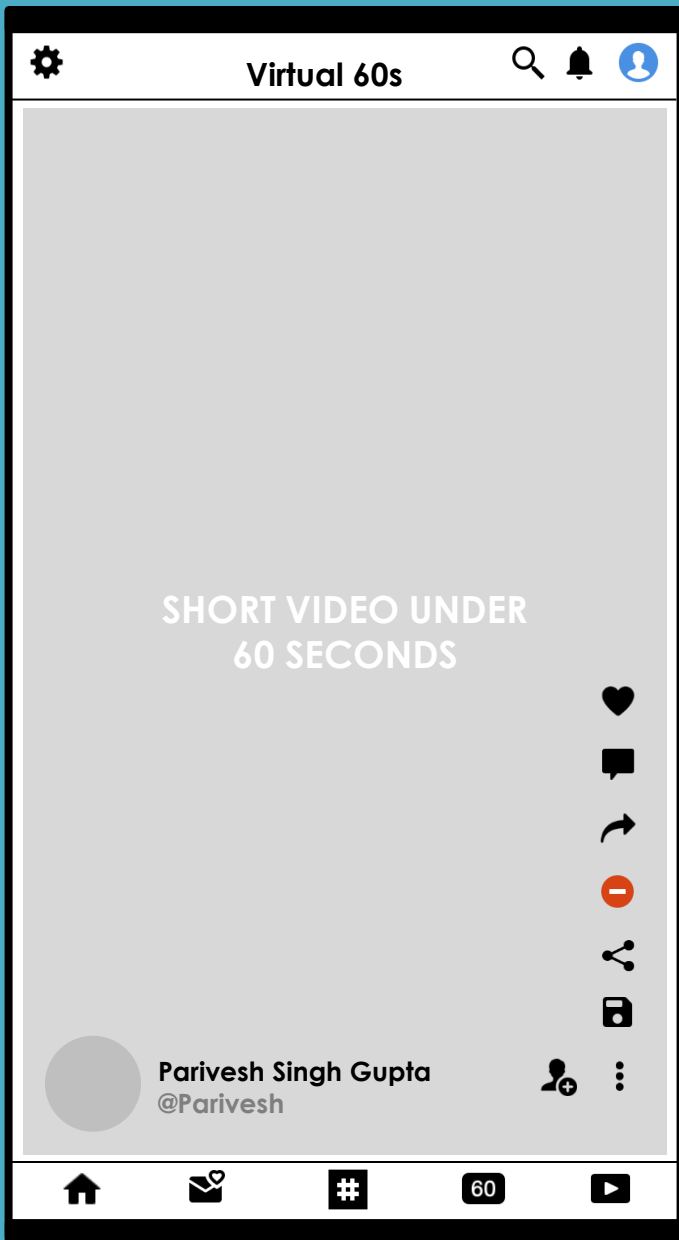 Virtual 60s
SHORT VIDEO UNDER
60 SECONDS
Parivesh Singh Gupta
@Parivesh
#
60